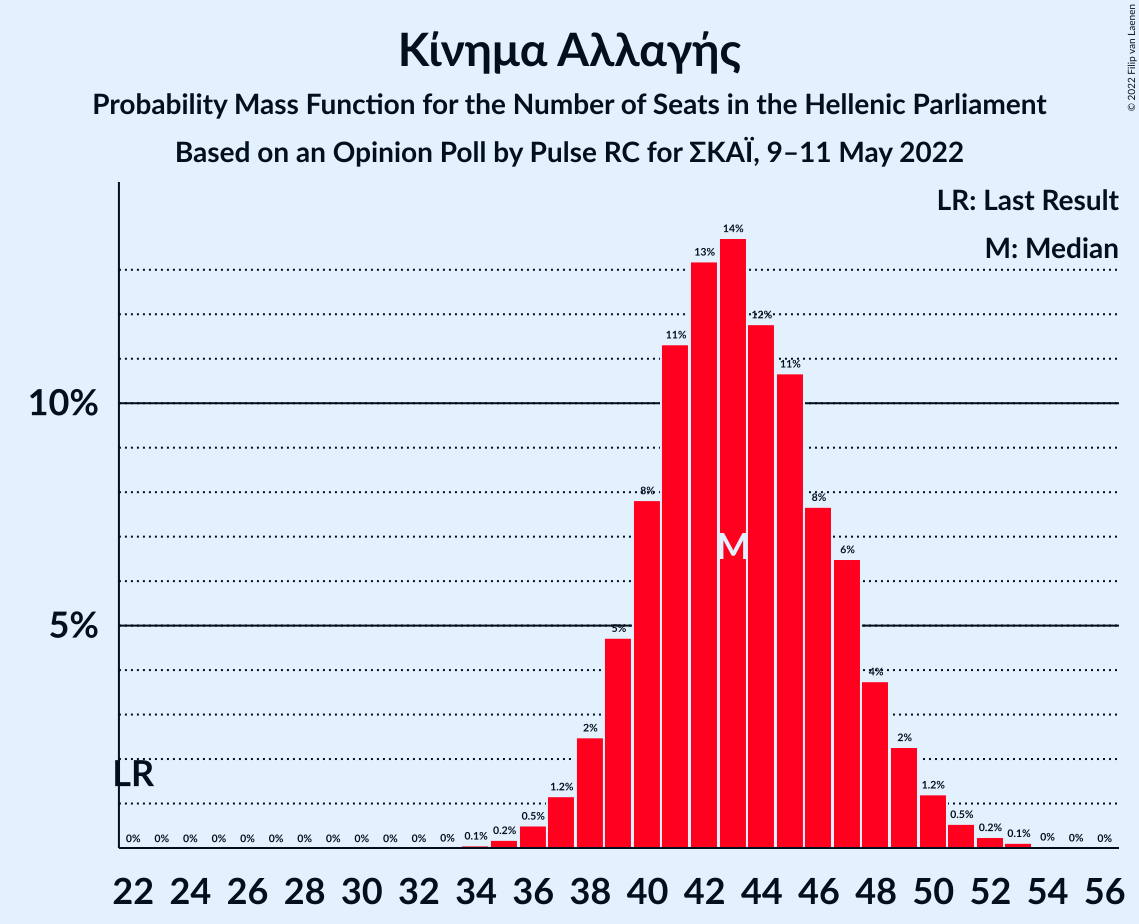 Κίνημα Αλλαγής
Probability Mass Function for the Number of Seats in the Hellenic Parliament
Based on an Opinion Poll by Pulse RC for ΣΚΑΪ, 9–11 May 2022
© 2022 Filip van Laenen
LR: Last Result
M: Median
14%
13%
12%
11%
11%
10%
8%
8%
M
6%
5%
5%
4%
2%
2%
LR
1.2%
1.2%
0% 0% 0% 0% 0% 0% 0% 0% 0% 0% 0% 0% 0.1% 0.2% 0.5% 0.5% 0.2% 0.1% 0% 0% 0%
22 24 26 28 30 32 34 36 38 40 42 44 46 48 50 52 54 56